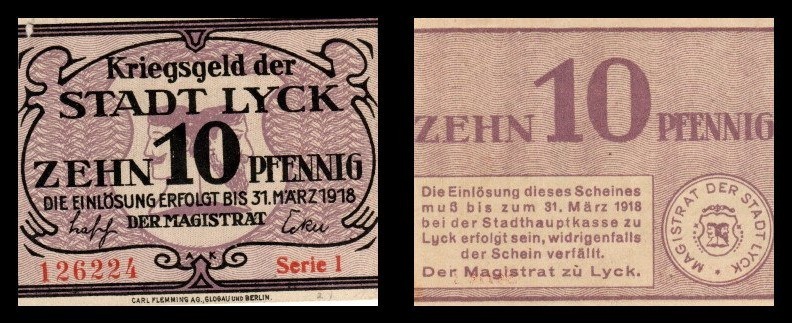 Kriegsgeld der
STADT LYCK
ZEHN 10 PFENNIG
DIE EINLÖSUNG ERFOLGT BIS 31. MÄRZ 1918
DER MAGISTRAT
A K
126224 Serie 1
CARL FLEMMING AG., GLOGAU UND BERLIN.
ZEHN 10 PFENNIG
Die Einlösung dieses Scheines
muß bis zum 31. März 1918
bei der Stadthauptkasse zu
Lyck erfolgt sein, widrigenfalls
der Schein verfällt.
Der Magistrat zu Lyck.
MAGISTRAT DER STADT LYCK